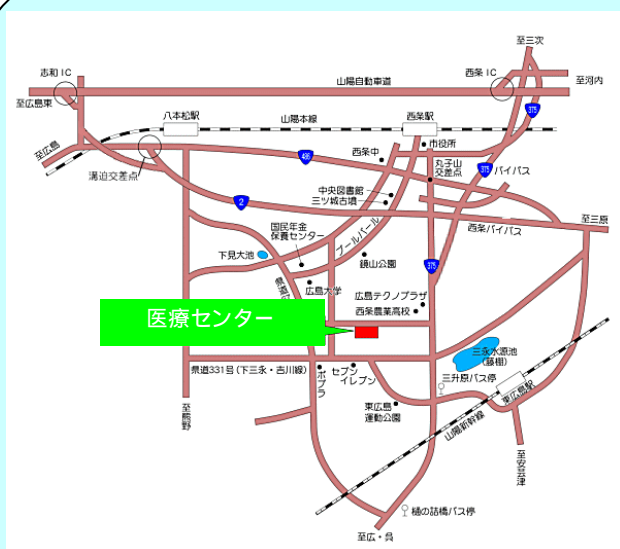 至三次
志和IC
西条IC
山陽自動車道
至河内
至広島東
375
八本松駅
山陽本線
西条駅
市役所
至広島
486
西条中
丸子山
交差点
溝迫交差点
375
バイパス
2
中央図書館
三ツ城古墳
至三原
西条バイパス
国民年金
保養センター
ブールバール
下見大池
鏡山公園
375
広島大学
広島テクノプラザ
西条農業高校
医療センター
三永水源池
(藤棚)
県道331号(下三永・吉川線)
ポプラ
セブン
イレブン
三升原バス停
東広島駅
東広島
運動公園
至熊野
山陽新幹線
至安芸津
樋の詰橋バス停
至広・呉